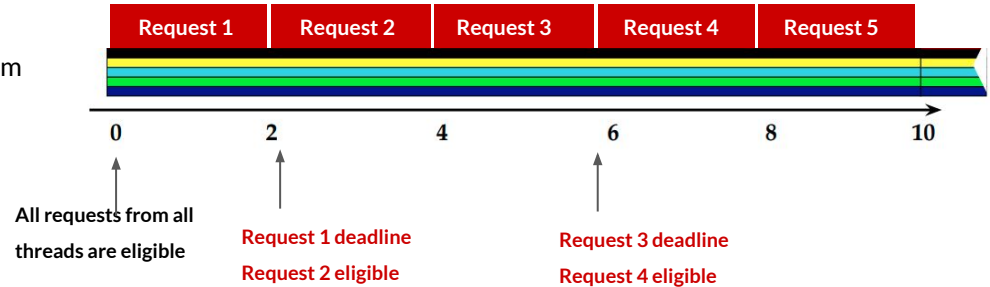 Request 1 Request 2 Request 3 Request 4 Request 5
m
0 2 4 6 8 10
All requests from all
threads are eligible
Request 1 deadline
Request 2 eligible
Request 3 deadline
Request 4 eligible